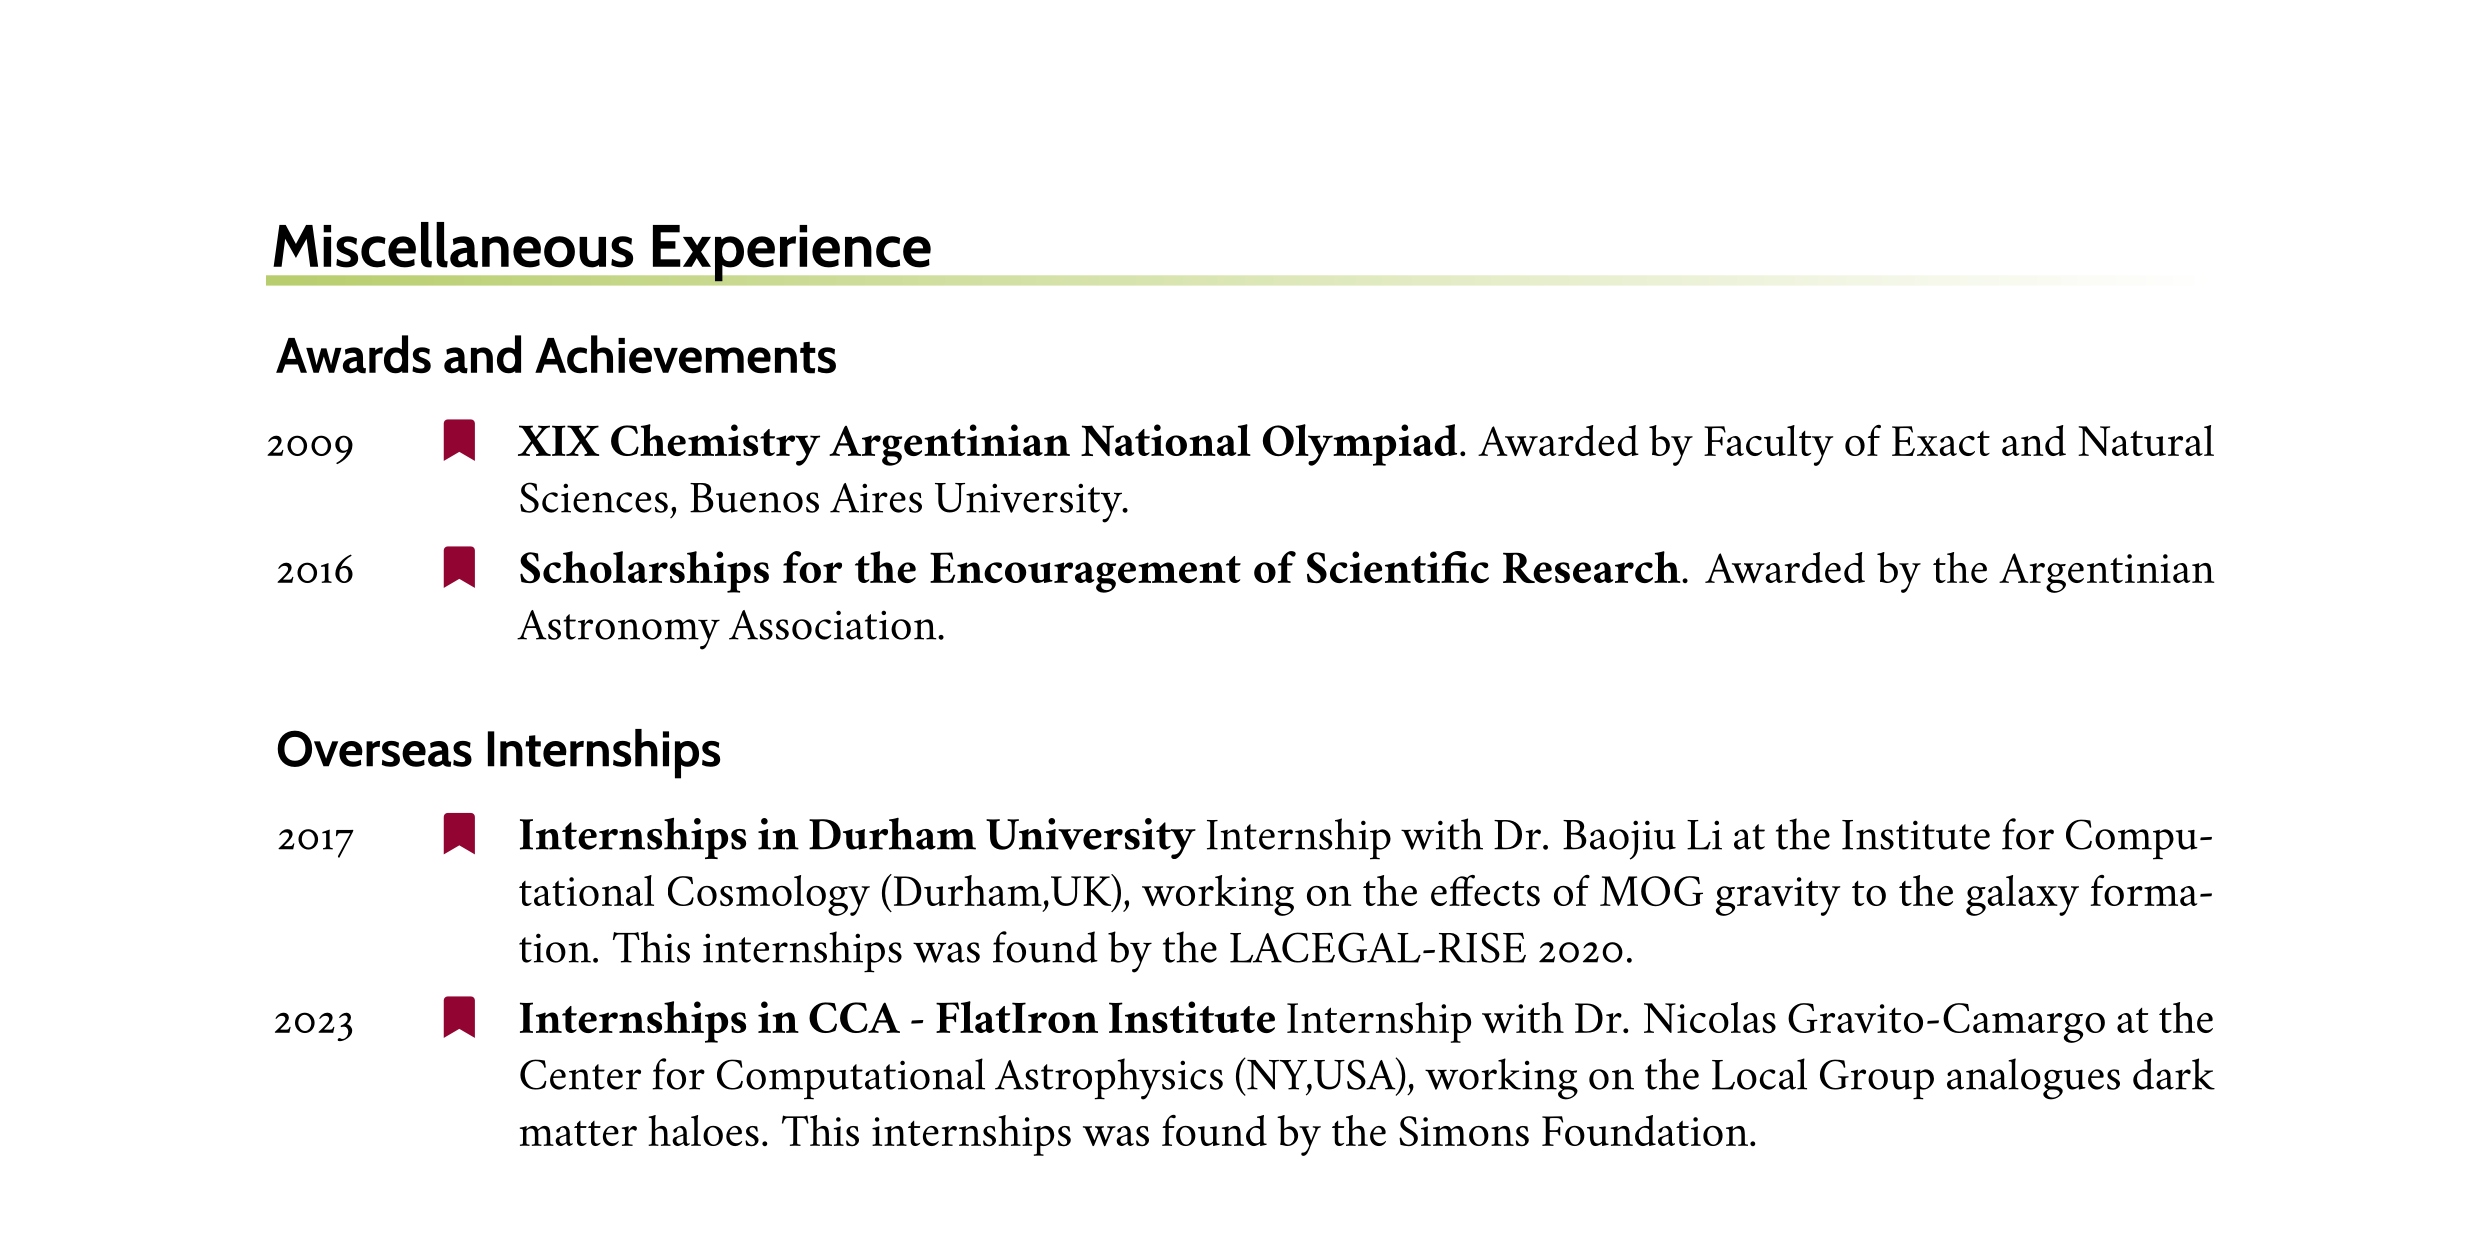 Miscellaneous Experience
Awards and Achievements
2009 XIX Chemistry Argentinian National Olympiad. Awarded by Faculty of Exact and Natural
Sciences, Buenos Aires University.
2016 Scholarships for the Encouragement of Scientific Research. Awarded by the Argentinian
Astronomy Association.
Overseas Internships
2017 Internships in Durham University Internship with Dr. Baojiu Li at the Institute for Compu-
tational Cosmology (Durham,UK), working on the effects of MOG gravity to the galaxy forma-
tion. This internships was found by the LACEGAL-RISE 2020.
2023 Internships in CCA - FlatIron Institute Internship with Dr. Nicolas Gravito-Camargo at the
Center for Computational Astrophysics (NY,USA), working on the Local Group analogues dark
matter haloes. This internships was found by the Simons Foundation.